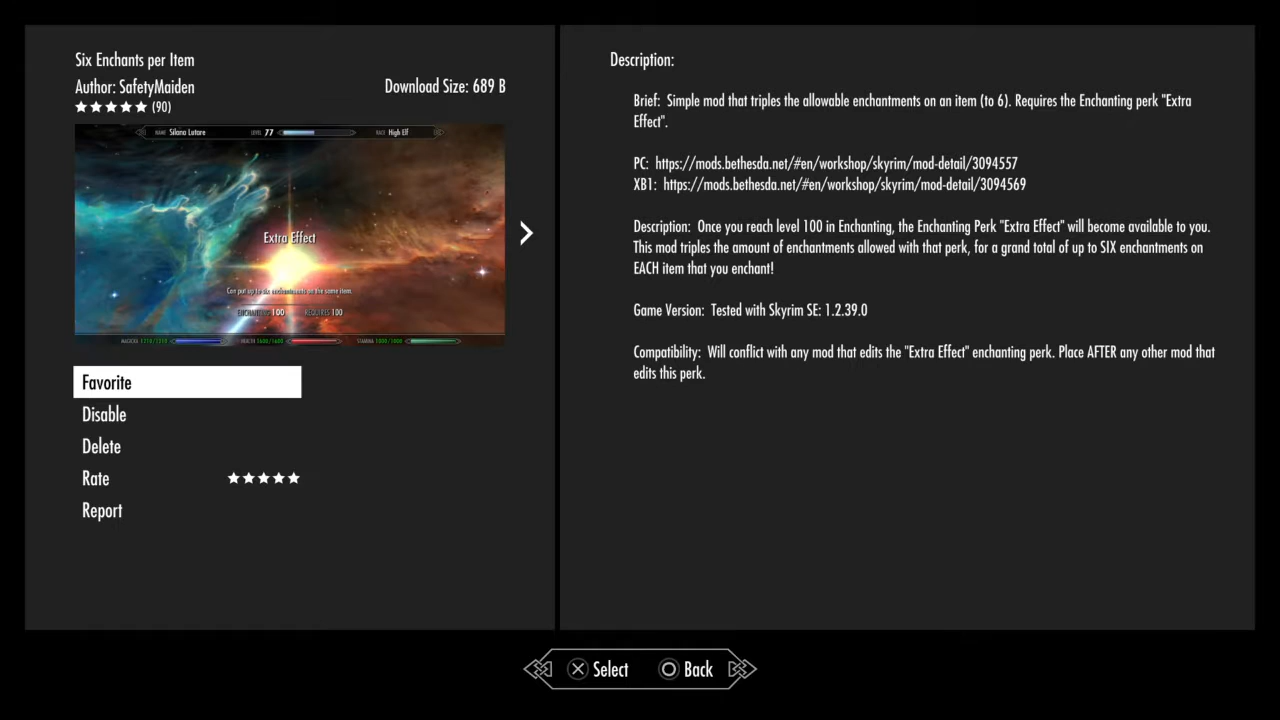 Six Enchants per Item
Author: SafetyMaiden
Download Size: 689 B
(90)
NAME Silana Lutare LEVEL 77 RACE High Elf
Extra Effect
Can put up to six enchantments on the same item.
ENCHANTING 100 REQUIRES 100
MAGICKA HEALTH STAMINA
Favorite
Disable
Delete
Rate
Report
Description:
Brief: Simple mod that triples the allowable enchantments on an item (to 6). Requires the Enchanting perk "Extra
Effect".
PC: https://mods.bethesda.net/#en/workshop/skyrim/mod-detail/3094557
XB1: https://mods.bethesda.net/#en/workshop/skyrim/mod-detail/3094569
Description: Once you reach level 100 in Enchanting, the Enchanting Perk "Extra Effect" will become available to you.
This mod triples the amount of enchantments allowed with that perk, for a grand total of up to SIX enchantments on
EACH item that you enchant!
Game Version: Tested with Skyrim SE: 1.2.39.0
Compatibility: Will conflict with any mod that edits the "Extra Effect" enchanting perk. Place AFTER any other mod that
edits this perk.
Select Back